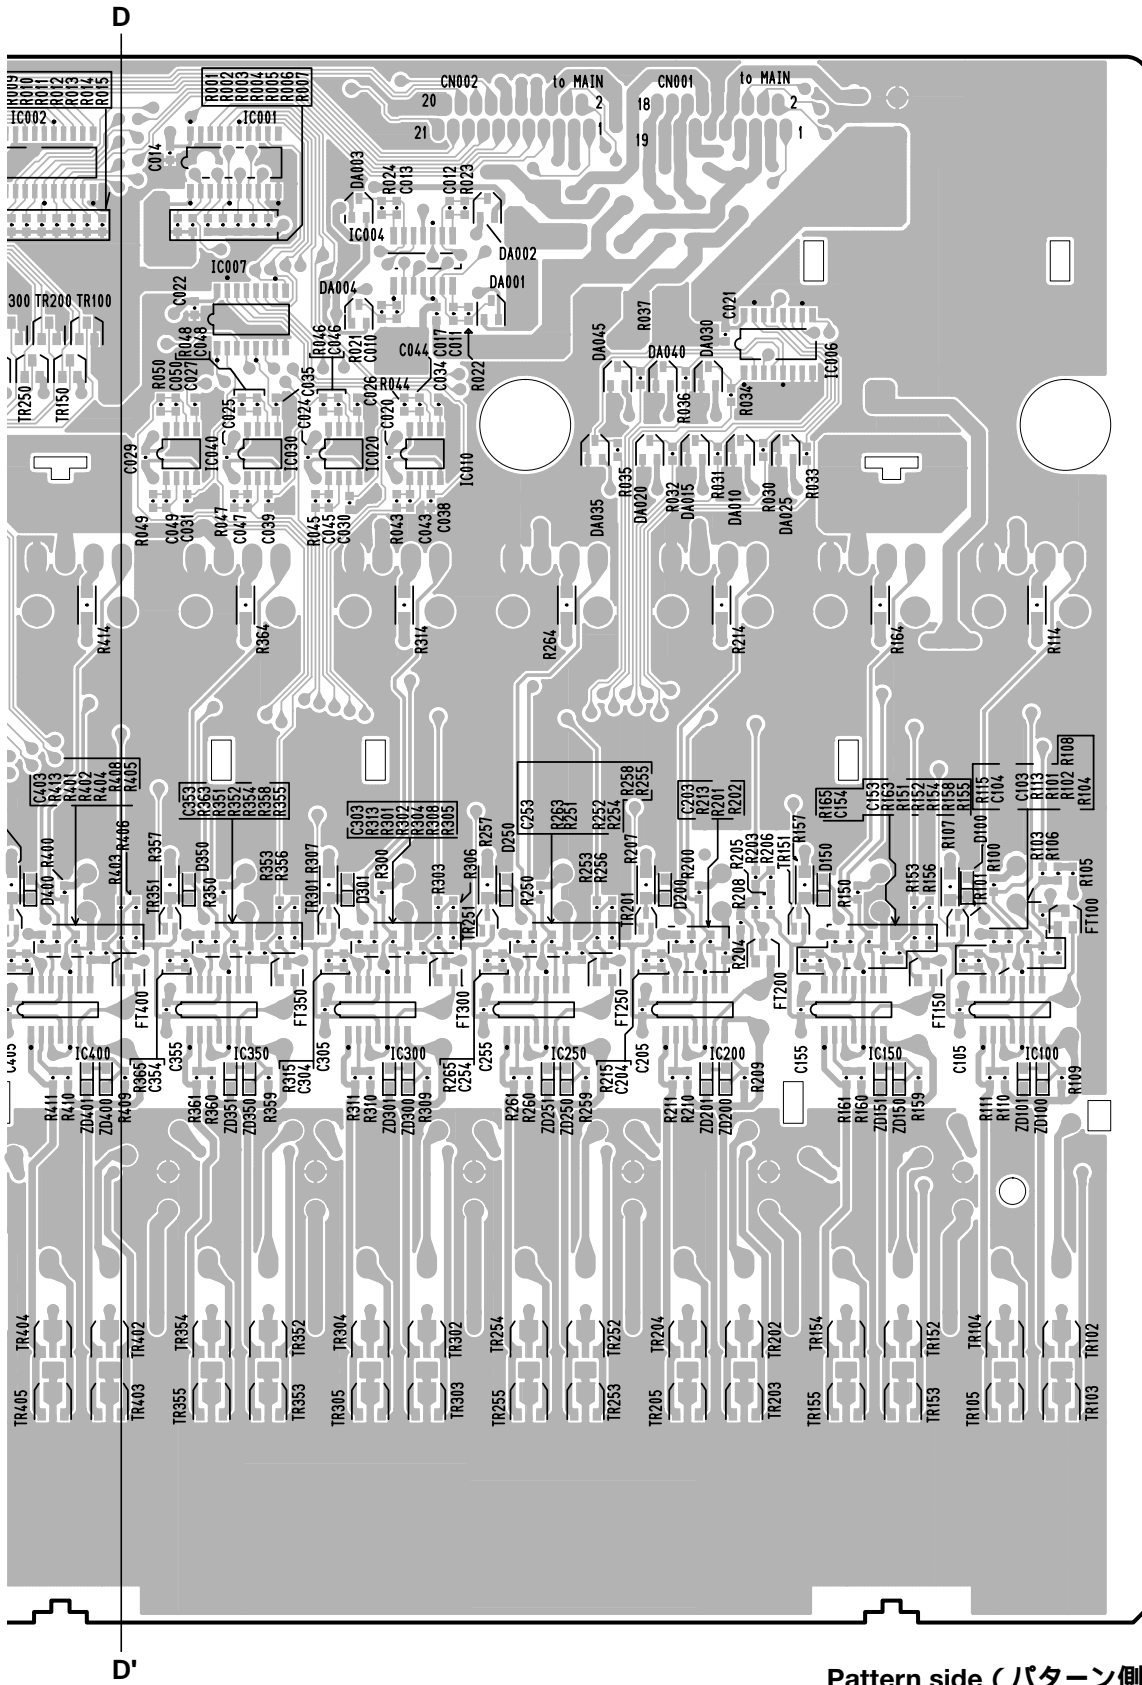 D
R009
R010
R011
R012
R013
R014
R015
IC002
R001
R002
R003
R004
R005
R006
R007
IC001
C014
CN002
to MAIN
CN001
to MAIN
20
2
18
2
21
1
19
1
DA003
R024
C013
C012
R023
IC004
DA002
IC007
DA004
DA001
C022
300 TR200 TR100
R048
C048
R046
C046
R021
C010
C044
C017
C011
R022
DA045
R037
DA040
DA030
C021
IC006
TR250
TR150
R050
C050
C027
C025
C035
C024
C026
R044
C020
C034
R036
R034
C029
IC040
IC030
IC020
IC010
R049
C049
C031
R047
C047
C039
R045
C045
C030
R043
C043
C038
DA035
R035
DA020
R032
DA015
R031
DA010
R030
DA025
R033
R414
R364
R314
R264
R214
R164
R114
C403
R413
R401
R402
R404
R408
R405
C353
R363
R351
R352
R354
R358
R355
C303
R313
R301
R302
R304
R308
R305
C253
R263
R251
R252
R254
R258
R255
C203
R213
R201
R202
R165
C154
C153
R163
R151
R152
R154
R158
R155
R115
C104
C103
R113
R101
R102
R108
R104
D400
R400
R403
R406
R357
TR351
D350
R350
R353
R356
TR301
R307
D301
R300
R303
R306
TR251
R257
D250
R250
R253
R256
R207
TR201
D200
R200
R208
R205
R203
R206
R204
TR151
R157
D150
R150
R153
R156
R107
D100
TR101
R100
R103
R106
R105
FT100
FT400
FT350
FT300
FT250
FT200
FT150
C405
IC400
R365
C354
C355
IC350
R315
C304
C305
IC300
R265
C254
C255
IC250
R215
C204
C205
IC200
R209
C155
IC150
C105
IC100
R109
R411
R410
ZD401
ZD400
R409
R361
R360
ZD351
ZD350
R359
R311
R310
ZD301
ZD300
R309
R261
R260
ZD251
ZD250
R259
R211
R210
ZD201
ZD200
R161
R160
ZD151
ZD150
R159
R111
R110
ZD101
ZD100
TR404
TR402
TR354
TR352
TR304
TR302
TR254
TR252
TR204
TR202
TR154
TR152
TR104
TR102
TR405
TR403
TR355
TR353
TR305
TR303
TR255
TR253
TR205
TR203
TR155
TR153
TR105
TR103
D'
Pattern side（パターン側